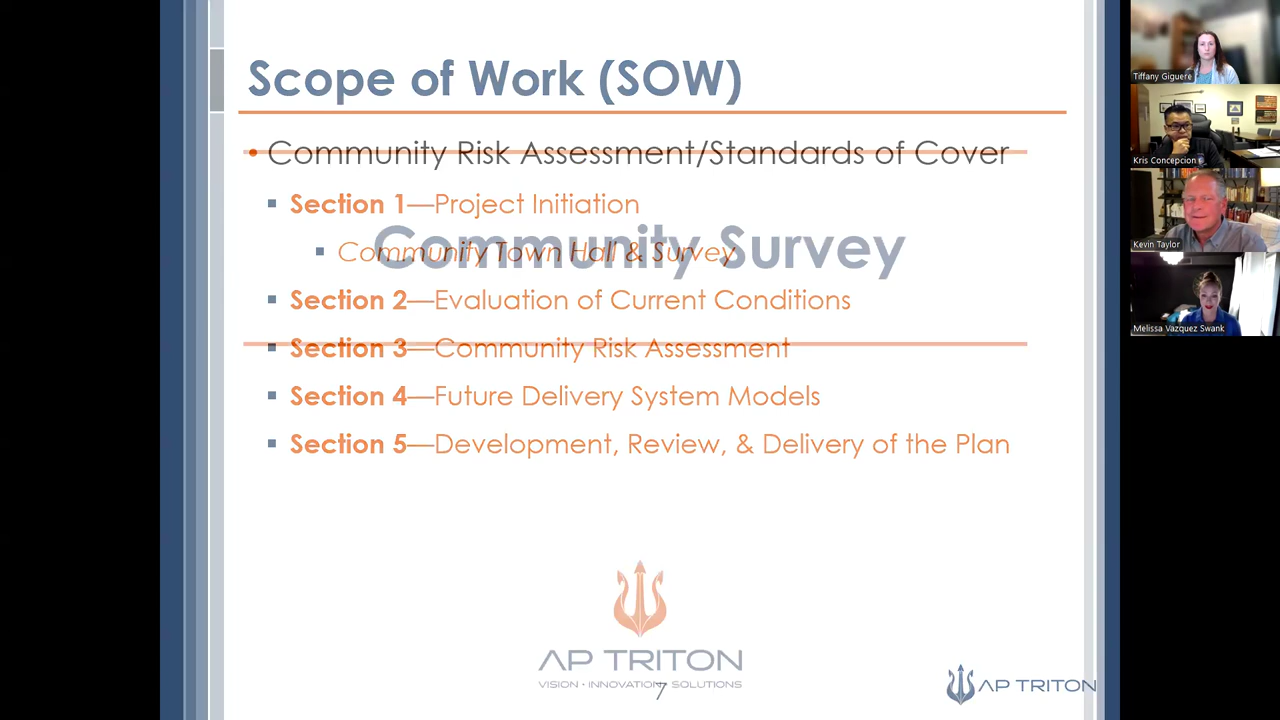 Scope of Work (SOW)
• Community Risk Assessment/Standards of Cover
Section 1—Project Initiation
Community Town Hall & Survey
Community Survey
Section 2—Evaluation of Current Conditions
Section 3—Community Risk Assessment
Section 4—Future Delivery System Models
Section 5—Development, Review, & Delivery of the Plan
AP TRITON
VISION • INNOVATION • SOLUTIONS
7
AP TRITON
Tiffany Giguere
Kris Concepcion
Kevin Taylor
Melissa Vazquez Swank